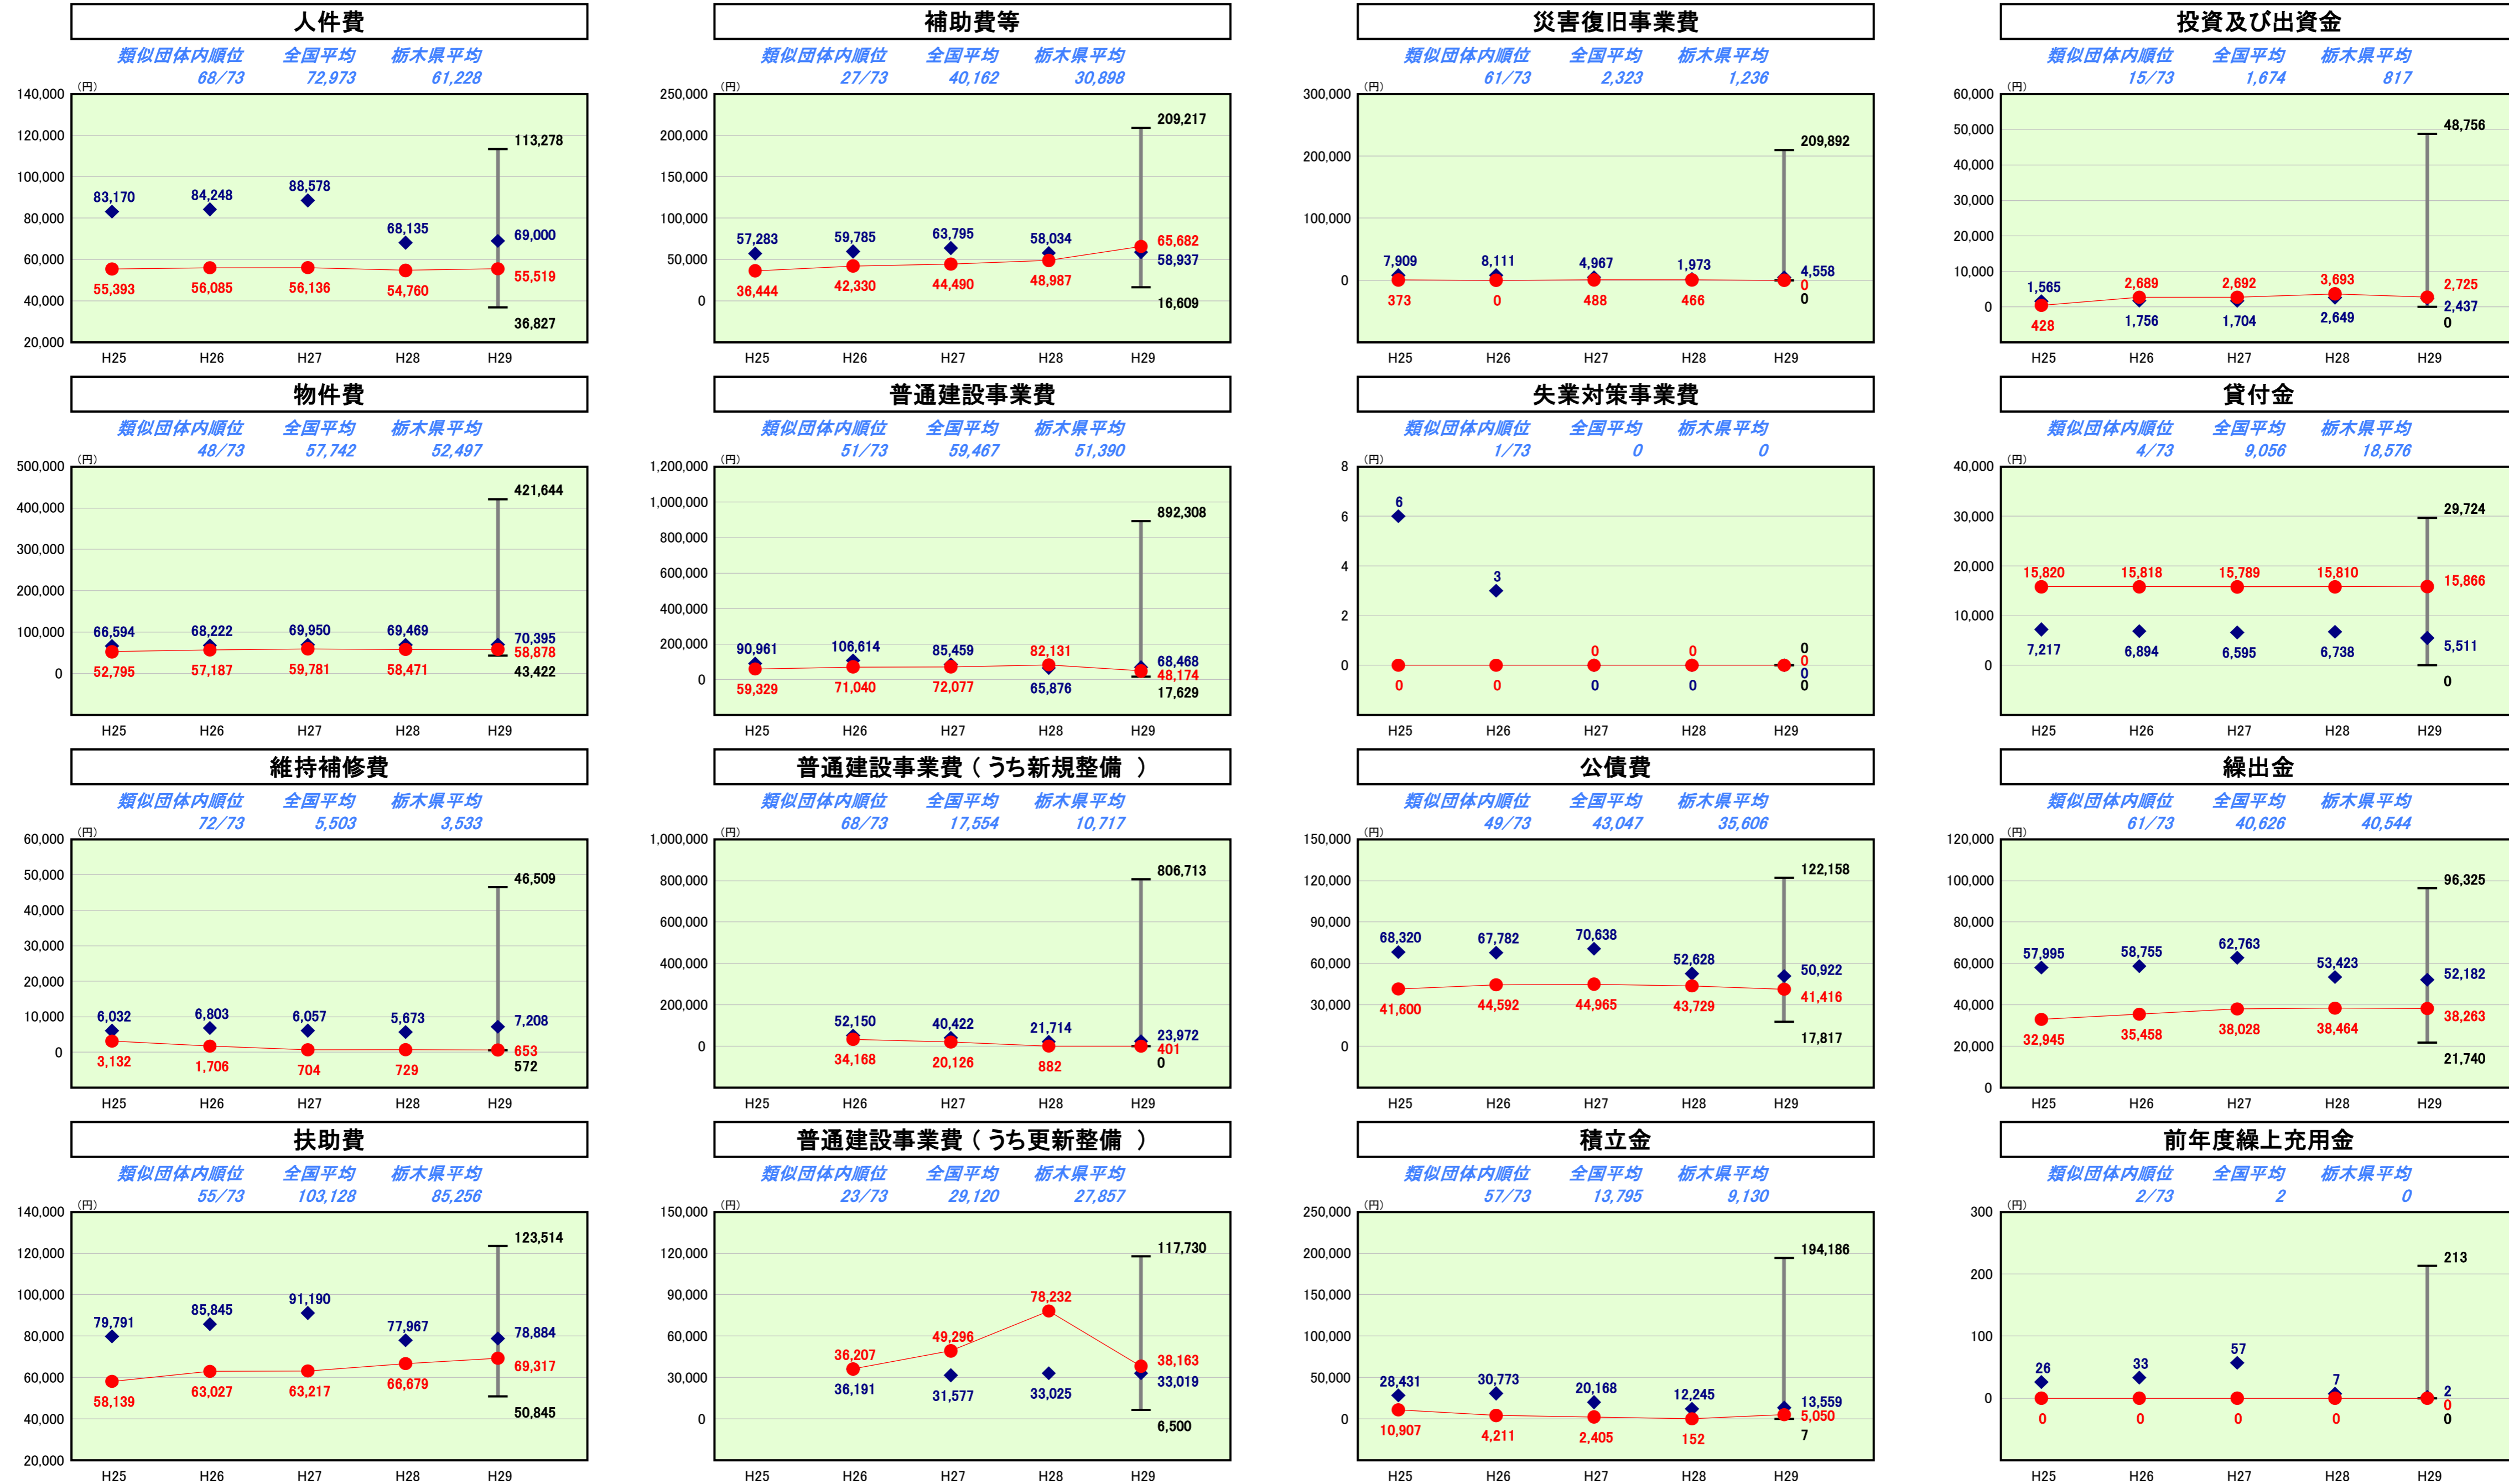 人件費
類似団体内順位 全国平均 栃木県平均
68/73 72,973 61,228
(円)
140,000
120,000
100,000
80,000
60,000
40,000
20,000
83,170 84,248 88,578 68,135 69,000
55,393 56,085 56,136 54,760 55,519
113,278
36,827
H25 H26 H27 H28 H29
補助費等
類似団体内順位 全国平均 栃木県平均
27/73 40,162 30,898
(円)
250,000
200,000
150,000
100,000
50,000
0
57,283 59,785 63,795 58,034 58,937
36,444 42,330 44,490 48,987 65,682
209,217
16,609
H25 H26 H27 H28 H29
災害復旧事業費
類似団体内順位 全国平均 栃木県平均
61/73 2,323 1,236
(円)
300,000
200,000
100,000
0
7,909 8,111 4,967 1,973 4,558
373 0 488 466 0
209,892
0
H25 H26 H27 H28 H29
投資及び出資金
類似団体内順位 全国平均 栃木県平均
15/73 1,674 817
(円)
60,000
50,000
40,000
30,000
20,000
10,000
0
1,565 2,689 2,692 3,693 2,725
428 1,756 1,704 2,649 2,437
48,756
0
H25 H26 H27 H28 H29
物件費
類似団体内順位 全国平均 栃木県平均
48/73 57,742 52,497
(円)
500,000
400,000
300,000
200,000
100,000
0
66,594 68,222 69,950 69,469 70,395
52,795 57,187 59,781 58,471 58,878
421,644
43,422
H25 H26 H27 H28 H29
普通建設事業費
類似団体内順位 全国平均 栃木県平均
51/73 59,467 51,390
(円)
1,200,000
1,000,000
800,000
600,000
400,000
200,000
0
90,961 106,614 85,459 82,131 68,468
59,329 71,040 72,077 65,876 48,174
892,308
17,629
H25 H26 H27 H28 H29
失業対策事業費
類似団体内順位 全国平均 栃木県平均
1/73 0 0
(円)
8
6
4
2
0
6 3 0 0 0
0 0 0 0 0
0
0
H25 H26 H27 H28 H29
貸付金
類似団体内順位 全国平均 栃木県平均
4/73 9,056 18,576
(円)
40,000
30,000
20,000
10,000
0
15,820 15,818 15,789 15,810 15,866
7,217 6,894 6,595 6,738 5,511
29,724
0
H25 H26 H27 H28 H29
維持補修費
類似団体内順位 全国平均 栃木県平均
72/73 5,503 3,533
(円)
60,000
50,000
40,000
30,000
20,000
10,000
0
6,032 6,803 6,057 5,673 7,208
3,132 1,706 704 729 653
46,509
572
H25 H26 H27 H28 H29
普通建設事業費(うち新規整備 )
類似団体内順位 全国平均 栃木県平均
68/73 17,554 10,717
(円)
1,000,000
800,000
600,000
400,000
200,000
0
52,150 40,422 21,714 23,972
34,168 20,126 882 401
806,713
0
H25 H26 H27 H28 H29
公債費
類似団体内順位 全国平均 栃木県平均
49/73 43,047 35,606
(円)
150,000
120,000
90,000
60,000
30,000
0
68,320 67,782 70,638 52,628 50,922
41,600 44,592 44,965 43,729 41,416
122,158
17,817
H25 H26 H27 H28 H29
繰出金
類似団体内順位 全国平均 栃木県平均
61/73 40,626 40,544
(円)
120,000
100,000
80,000
60,000
40,000
20,000
0
57,995 58,755 62,763 53,423 52,182
32,945 35,458 38,028 38,464 38,263
96,325
21,740
H25 H26 H27 H28 H29
扶助費
類似団体内順位 全国平均 栃木県平均
55/73 103,128 85,256
(円)
140,000
120,000
100,000
80,000
60,000
40,000
20,000
79,791 85,845 91,190 77,967 78,884
58,139 63,027 63,217 66,679 69,317
123,514
50,845
H25 H26 H27 H28 H29
普通建設事業費(うち更新整備 )
類似団体内順位 全国平均 栃木県平均
23/73 29,120 27,857
(円)
150,000
120,000
90,000
60,000
30,000
0
36,207 49,296 78,232 38,163
36,191 31,577 33,025 33,019
117,730
6,500
H25 H26 H27 H28 H29
積立金
類似団体内順位 全国平均 栃木県平均
57/73 13,795 9,130
(円)
250,000
200,000
150,000
100,000
50,000
0
28,431 30,773 20,168 12,245 13,559
10,907 4,211 2,405 152 5,050
194,186
7
H25 H26 H27 H28 H29
前年度繰上充用金
類似団体内順位 全国平均 栃木県平均
2/73 2 0
(円)
300
200
100
0
26 33 57 7 2
0 0 0 0 0
213
0
H25 H26 H27 H28 H29